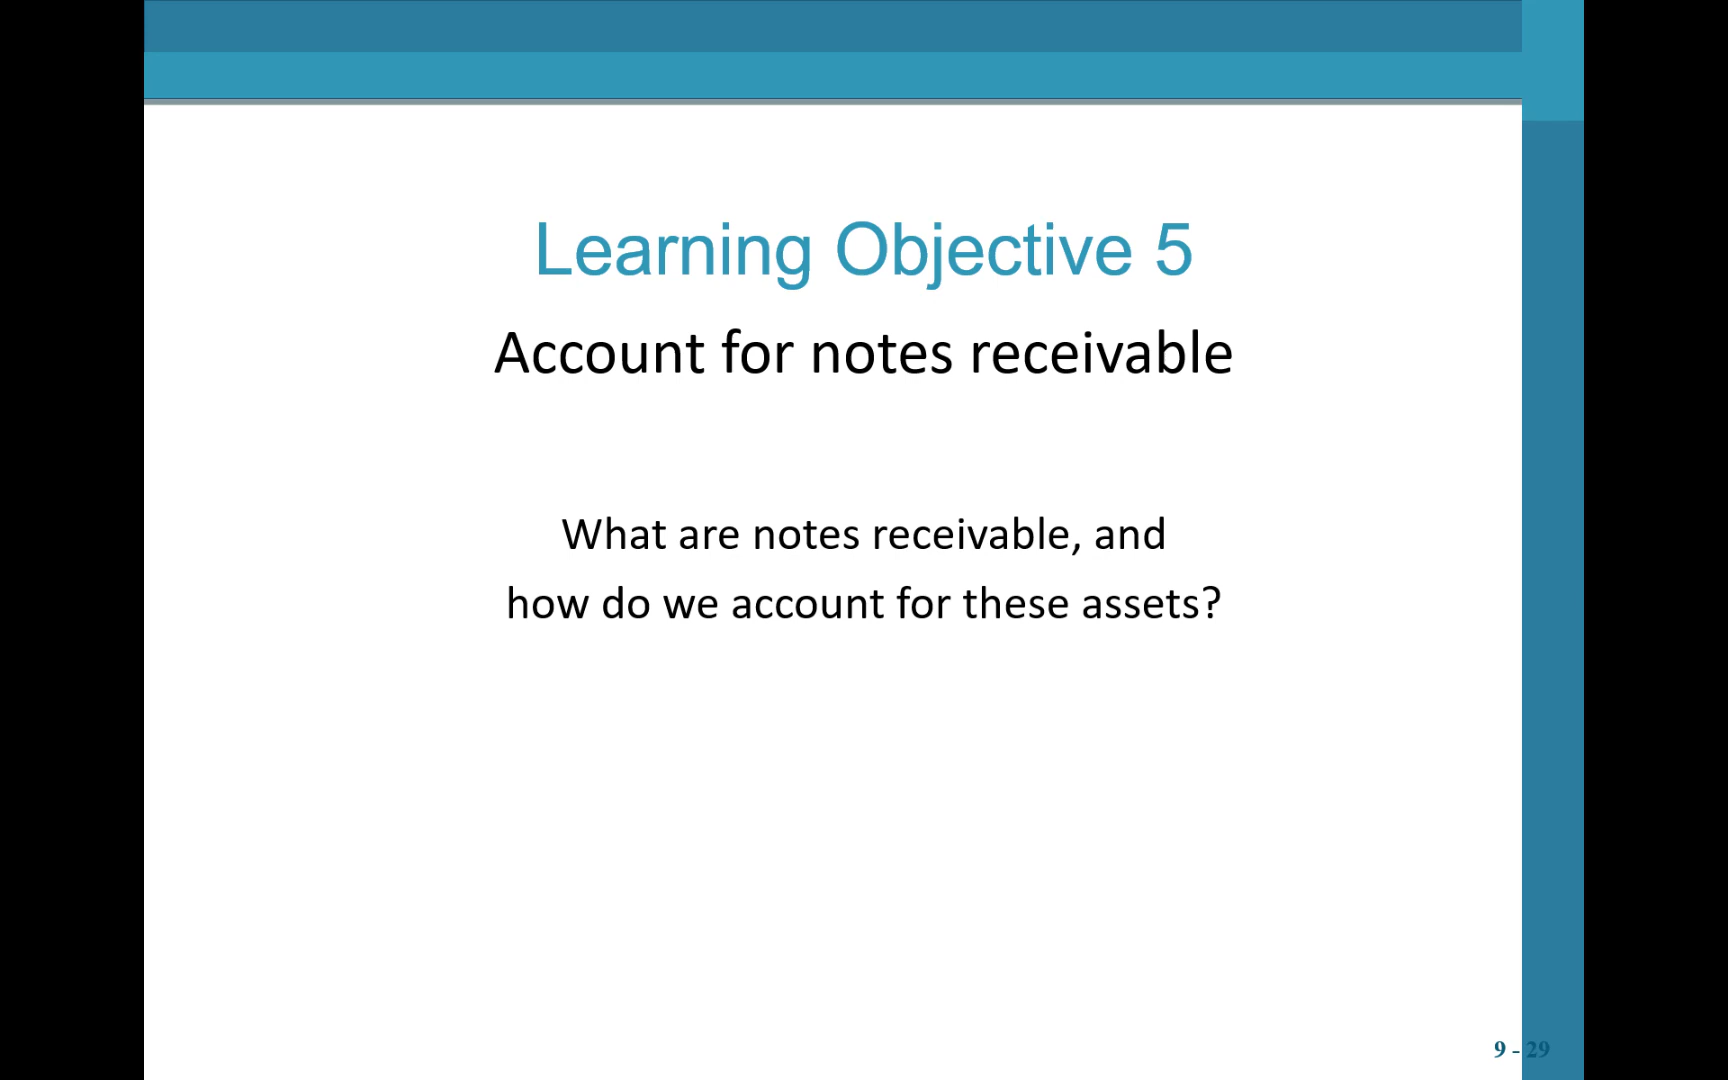 Learning Objective 5
Account for notes receivable
What are notes receivable, and
how do we account for these assets?
9 - 29